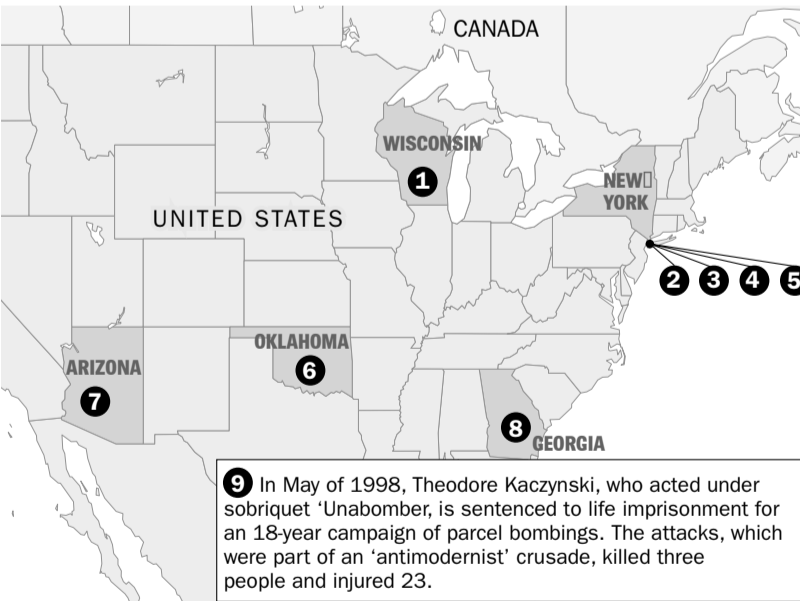 CANADA
WISCONSIN
1
NEW
YORK
UNITED STATES
2 3 4 5
OKLAHOMA
6
ARIZONA
7
8
GEORGIA
9 In May of 1998, Theodore Kaczynski, who acted under
sobriquet ‘Unabomber, is sentenced to life imprisonment for
an 18-year campaign of parcel bombings. The attacks, which
were part of an ‘antimodernist’ crusade, killed three
people and injured 23.